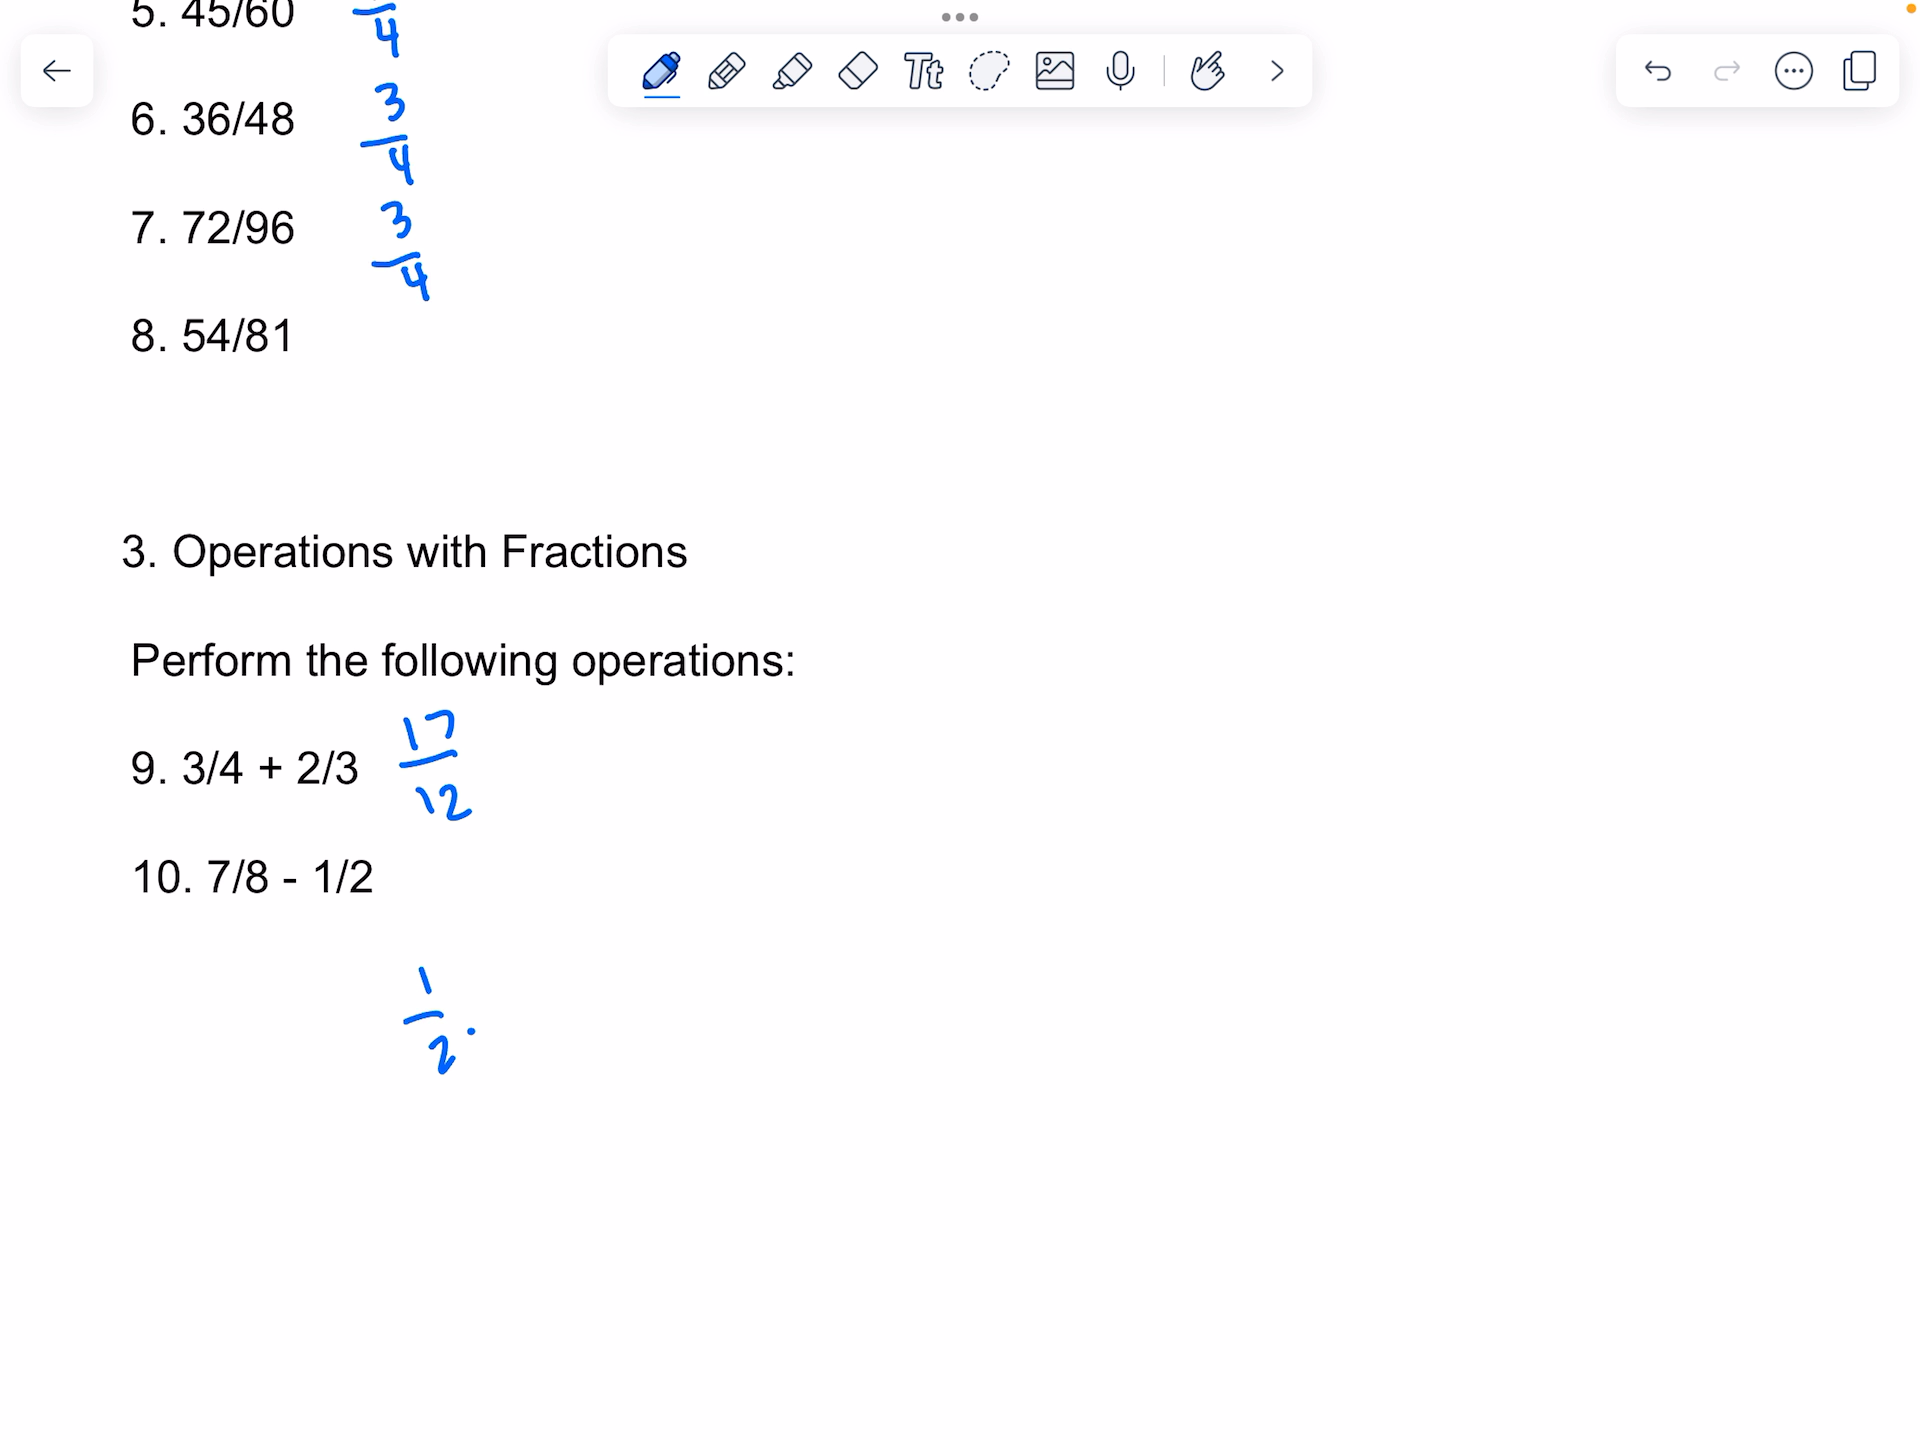 5. 45/60 /4
6. 36/48 3/4
7. 72/96 3/4
8. 54/81
3. Operations with Fractions
Perform the following operations:
9. 3/4 + 2/3 17/12
10. 7/8 - 1/2
1/2.
Tt